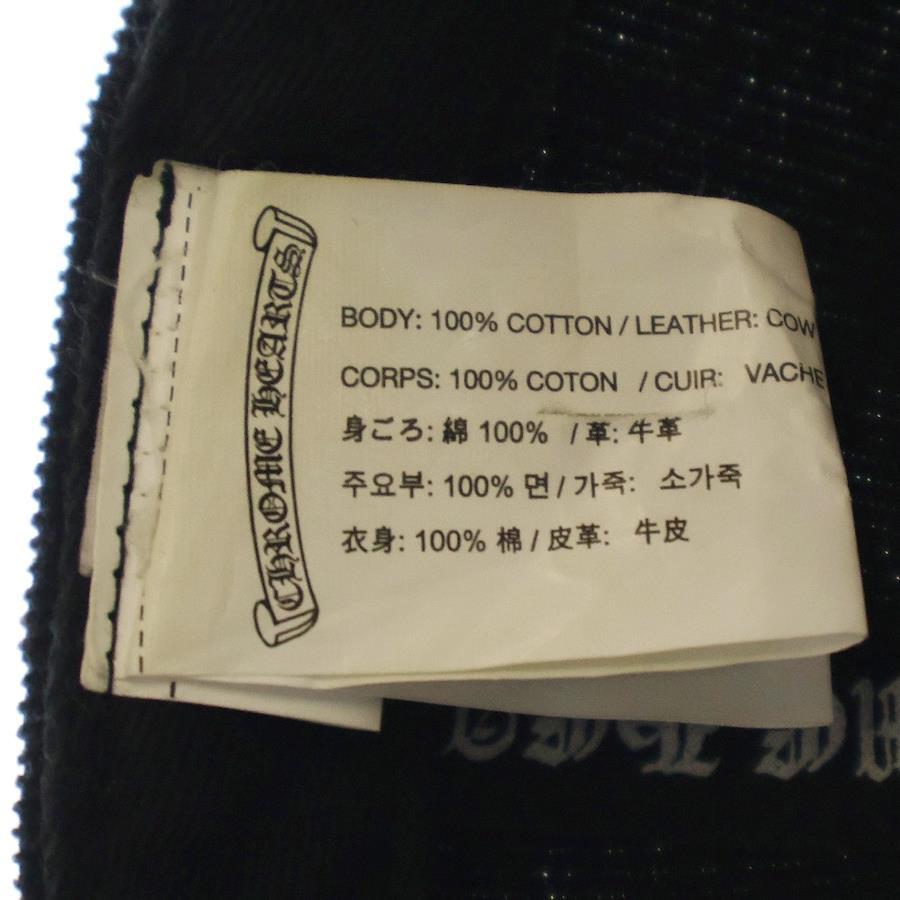 CHROME HEARTS
BODY: 100% COTTON / LEATHER: COW
CORPS: 100% COTON / CUIR: VACHE
身ごろ: 綿 100% / 革: 牛革
주요부: 100% 면 / 가죽: 소가죽
衣身: 100% 棉 / 皮革: 牛皮